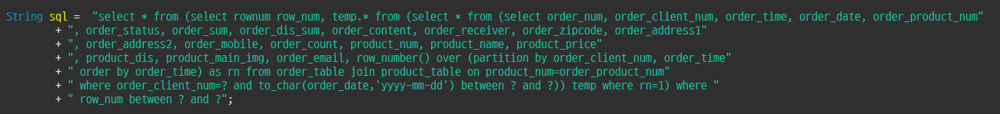 String sql =  "select * from (select rownum row_num, temp.* from (select * from (select order_num, order_client_num, order_time, order_date, order_product_num"
+ ", order_status, order_sum, order_dis_sum, order_content, order_receiver, order_zipcode, order_address1"
+ ", order_address2, order_mobile, order_count, product_num, product_name, product_price"
+ ", product_dis, product_main_img, order_email, row_number() over (partition by order_client_num, order_time"
+ " order by order_time) as rn from order_table join product_table on product_num=order_product_num"
+ " where order_client_num=? and to_char(order_date,'yyyy-mm-dd') between ? and ?)) temp where rn=1) where "
+ " row_num between ? and ?";